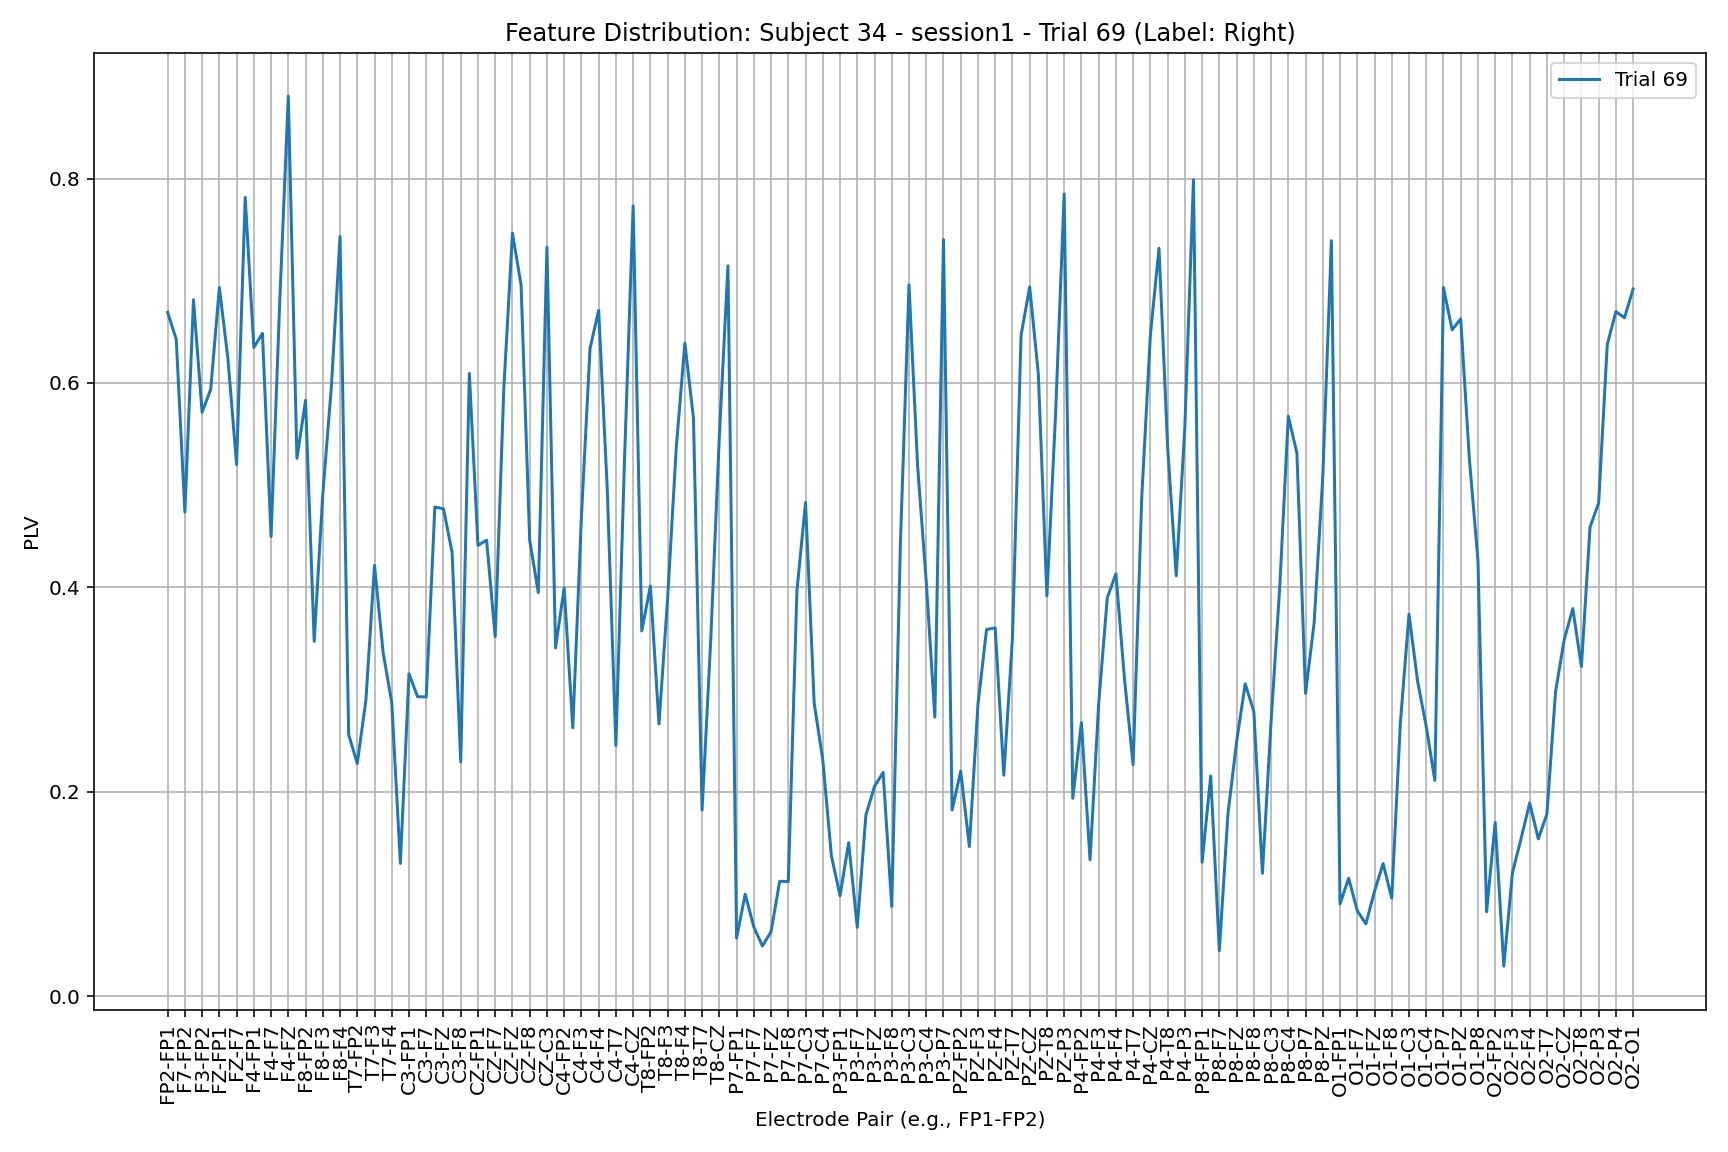 Feature Distribution: Subject 34 - session1 - Trial 69 (Label: Right)
Trial 69
PLV
0.8
0.6
0.4
0.2
0.0
FP2-FP1
F7-FP2
F3-FP2
FZ-FP1
FZ-F7
F4-FP1
F4-F7
F4-FZ
F8-FP2
F8-F3
F8-F4
T7-FP2
T7-F3
T7-F4
C3-FP1
C3-F7
C3-FZ
C3-F8
CZ-FP1
CZ-F7
CZ-FZ
CZ-F8
CZ-C3
C4-FP2
C4-F3
C4-F4
C4-T7
C4-CZ
T8-FP2
T8-F3
T8-F4
T8-T7
T8-CZ
P7-FP1
P7-F7
P7-FZ
P7-F8
P7-C3
P7-C4
P3-FP1
P3-F7
P3-FZ
P3-F8
P3-C3
P3-C4
P3-P7
PZ-FP2
PZ-F3
PZ-F4
PZ-T7
PZ-CZ
PZ-T8
PZ-P3
P4-FP2
P4-F3
P4-F4
P4-T7
P4-CZ
P4-T8
P4-P3
P8-FP1
P8-F7
P8-FZ
P8-F8
P8-C3
P8-C4
P8-P7
P8-PZ
O1-FP1
O1-F7
O1-FZ
O1-F8
O1-C3
O1-C4
O1-P7
O1-PZ
O1-P8
O2-FP2
O2-F3
O2-F4
O2-T7
O2-CZ
O2-T8
O2-P3
O2-P4
O2-O1
Electrode Pair (e.g., FP1-FP2)